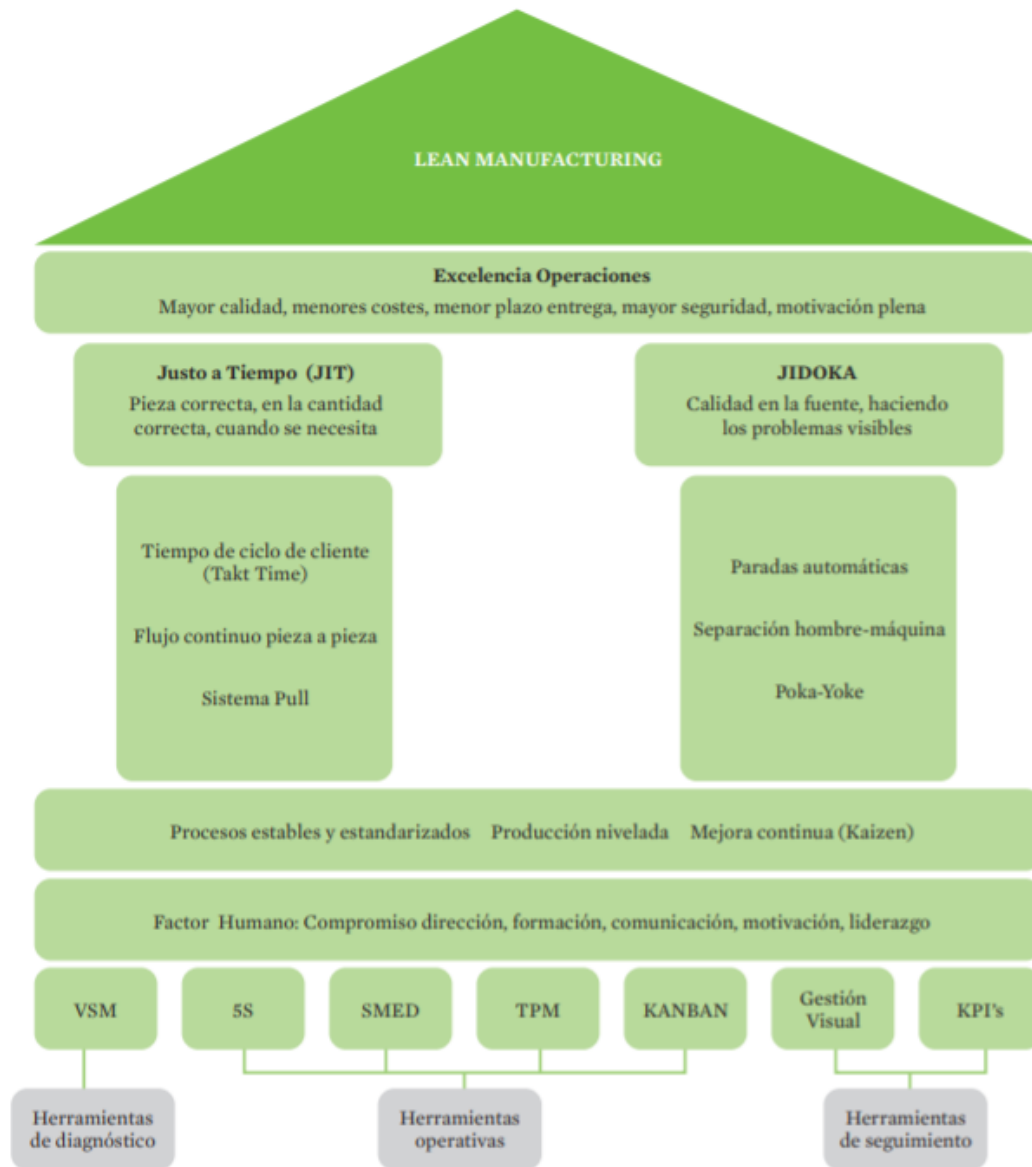 LEAN MANUFACTURING
Excelencia Operaciones
Mayor calidad, menores costes, menor plazo entrega, mayor seguridad, motivación plena
Justo a Tiempo (JIT)
Pieza correcta, en la cantidad
correcta, cuando se necesita
JIDOKA
Calidad en la fuente, haciendo
los problemas visibles
Tiempo de ciclo de cliente
(Takt Time)
Flujo continuo pieza a pieza
Sistema Pull
Paradas automáticas
Separación hombre-máquina
Poka-Yoke
Procesos estables y estandarizados Producción nivelada Mejora continua (Kaizen)
Factor Humano: Compromiso dirección, formación, comunicación, motivación, liderazgo
VSM
5S
SMED
TPM
KANBAN
Gestión
Visual
KPI's
Herramientas
de diagnóstico
Herramientas
operativas
Herramientas
de seguimiento